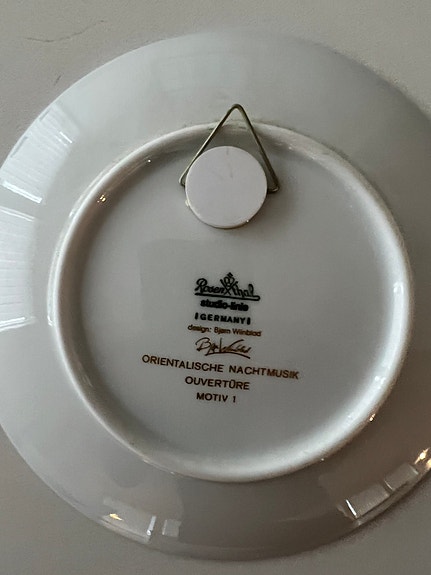 Rosenthal
studio-linie
GERMANY
design: Bjørn Wiinblad
ORIENTALISCHE NACHTMUSIK
OUVERTÜRE
MOTIV 1